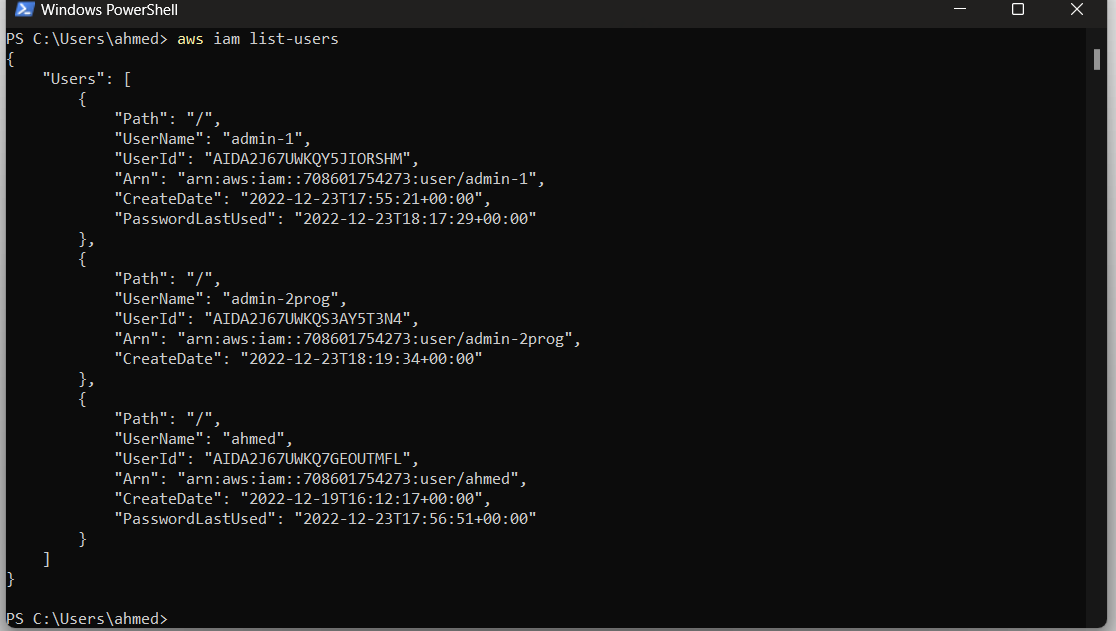 Windows PowerShell
PS C:\Users\ahmed> aws iam list-users
{
    "Users": [
        {
            "Path": "/",
            "UserName": "admin-1",
            "UserId": "AIDA2J67UWKQY5JIORSHM",
            "Arn": "arn:aws:iam::708601754273:user/admin-1",
            "CreateDate": "2022-12-23T17:55:21+00:00",
            "PasswordLastUsed": "2022-12-23T18:17:29+00:00"
        },
        {
            "Path": "/",
            "UserName": "admin-2prog",
            "UserId": "AIDA2J67UWKQS3AY5T3N4",
            "Arn": "arn:aws:iam::708601754273:user/admin-2prog",
            "CreateDate": "2022-12-23T18:19:34+00:00"
        },
        {
            "Path": "/",
            "UserName": "ahmed",
            "UserId": "AIDA2J67UWKQ7GEOUTMFL",
            "Arn": "arn:aws:iam::708601754273:user/ahmed",
            "CreateDate": "2022-12-19T16:12:17+00:00",
            "PasswordLastUsed": "2022-12-23T17:56:51+00:00"
        }
    ]
}
PS C:\Users\ahmed>